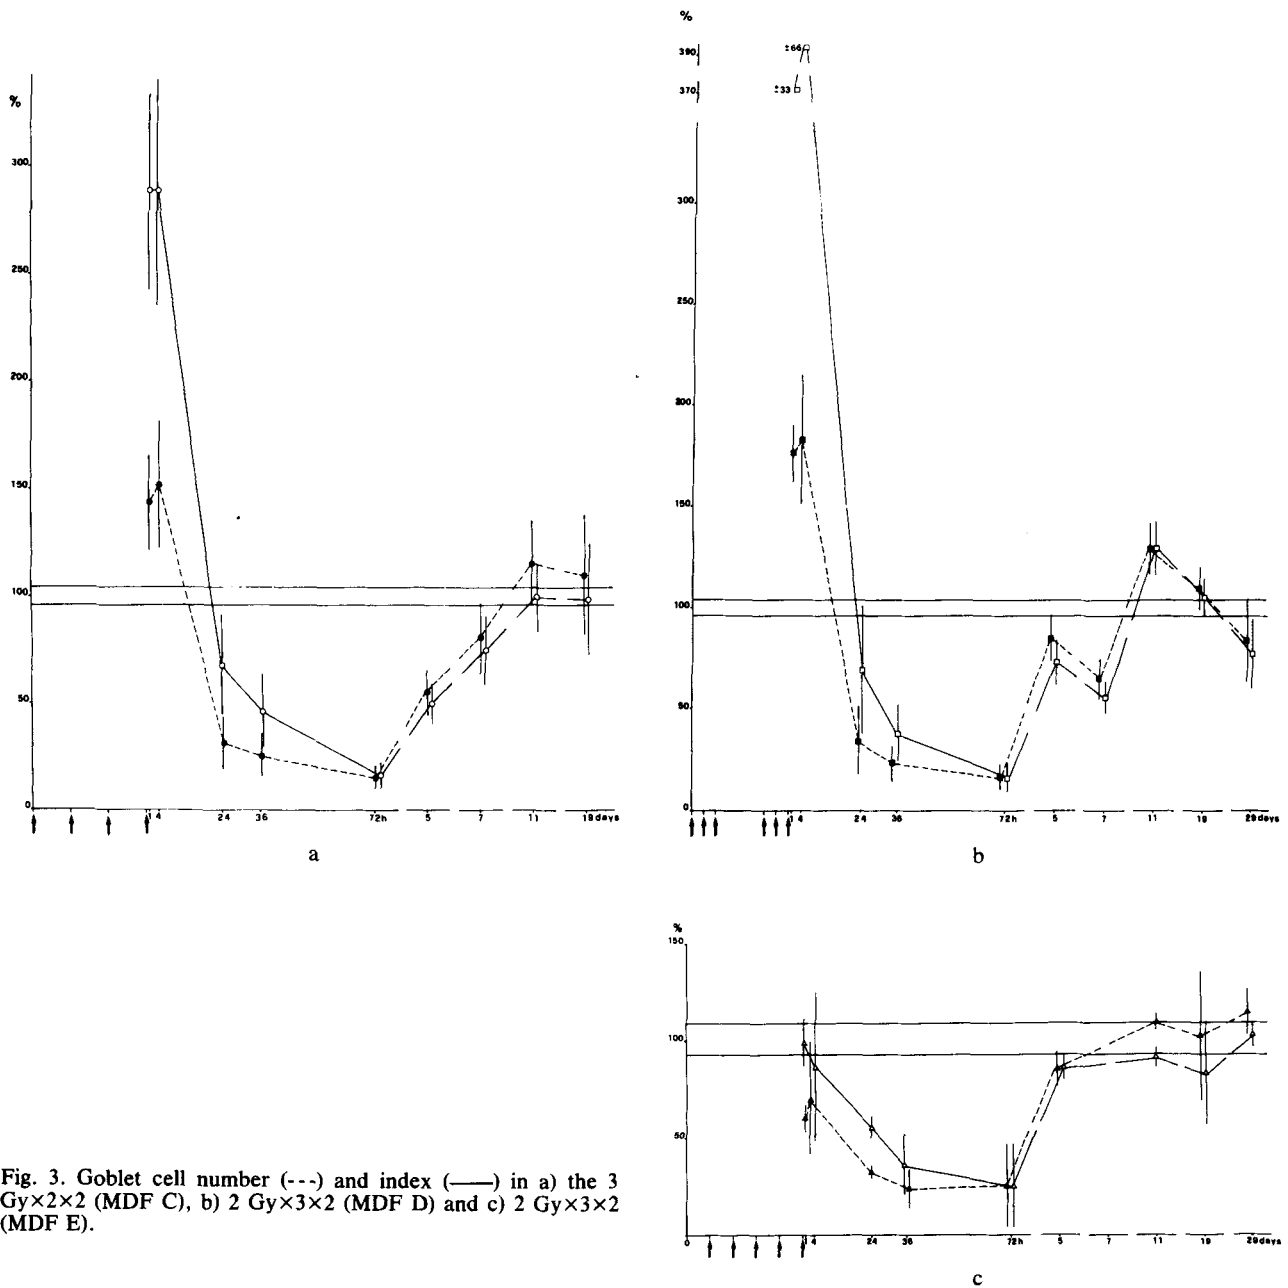 %
300
250
200
150
100
50
0
1 4 24 36 72h 5 7 11 19 days
a
%
390
370
300
250
200
150
100
50
0
±66
±33
1 4 24 36 72h 5 7 11 19 29 days
b
%
150
100
50
0
1 4 24 36 72h 5 7 11 19 29 days
c
Fig. 3. Goblet cell number (---) and index (——) in a) the 3
Gy×2×2 (MDF C), b) 2 Gy×3×2 (MDF D) and c) 2 Gy×3×2
(MDF E).